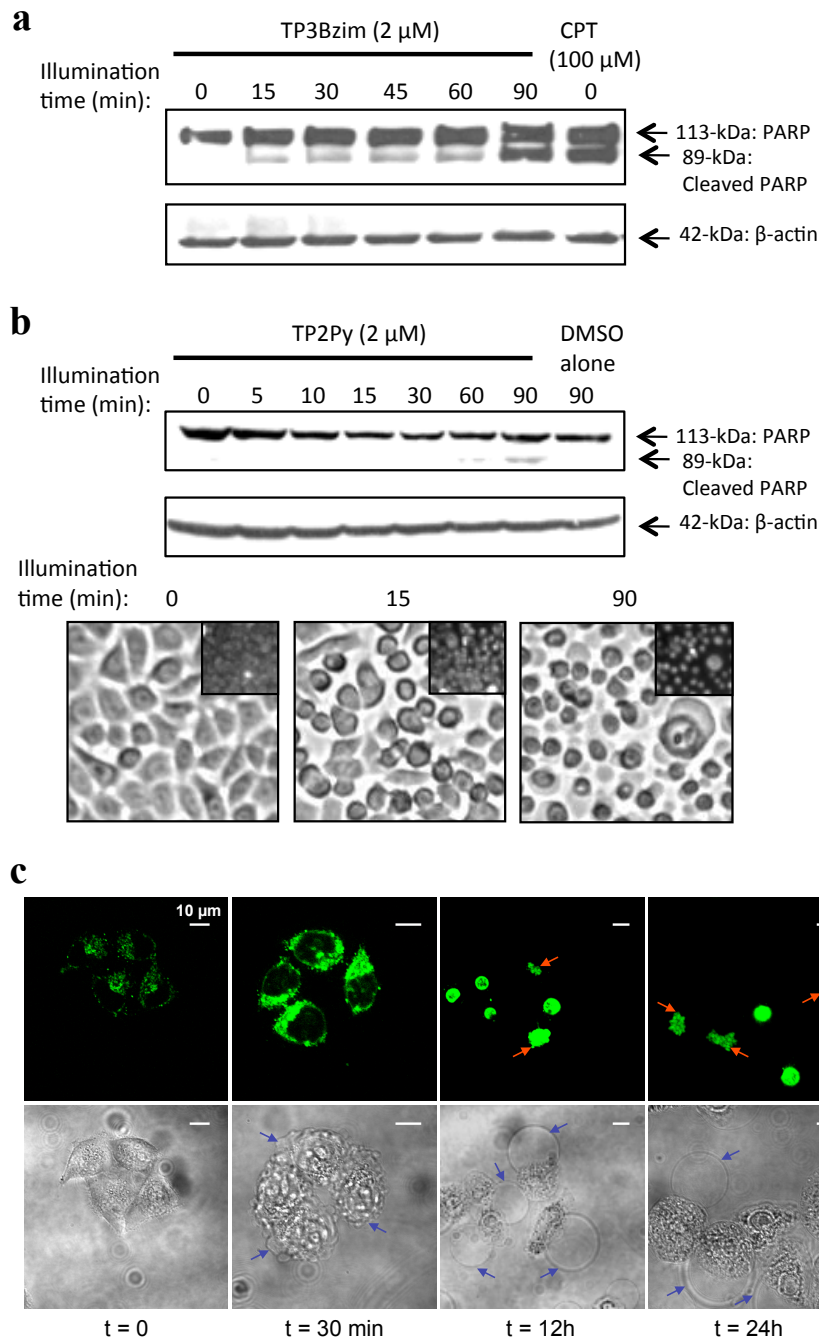 a
TP3Bzim (2 μM)
CPT
(100 μM)
Illumination
time (min):
0 15 30 45 60 90 0
113-kDa: PARP
89-kDa:
Cleaved PARP
42-kDa: β-actin
b
TP2Py (2 μM)
DMSO
alone
Illumination
time (min):
0 5 10 15 30 60 90 90
113-kDa: PARP
89-kDa:
Cleaved PARP
42-kDa: β-actin
Illumination
time (min): 0 15 90
c
10 μm
t = 0 t = 30 min t = 12h t = 24h